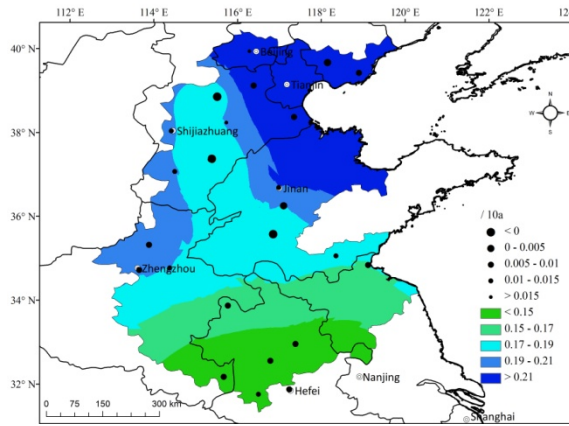 112°E 114°E 116°E 118°E 120°E 122°E 124°E
40°N
Beijing
Tianjin
38°N
Shijiazhuang
Jinan
36°N
/ 10a
< 0
0 - 0.005
0.005 - 0.01
0.01 - 0.015
> 0.015
Zhengzhou
34°N
< 0.15
0.15 - 0.17
0.17 - 0.19
0.19 - 0.21
> 0.21
32°N
Hefei
Nanjing
Shanghai
0 75 150 300 km
N
W E
S